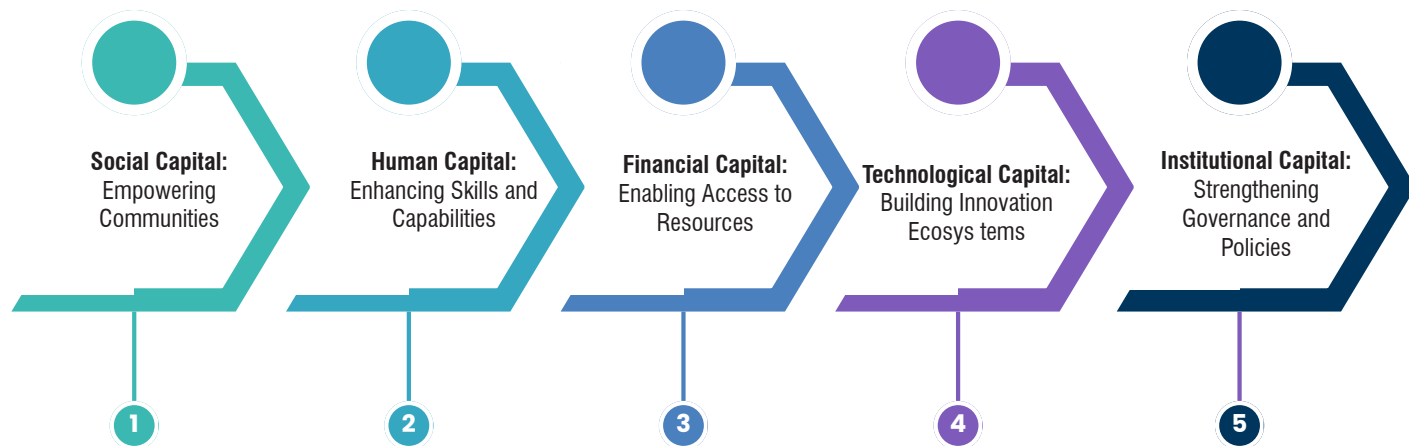 Social Capital:
Empowering
Communities
Human Capital:
Enhancing Skills and
Capabilities
Financial Capital:
Enabling Access to
Resources
Technological Capital:
Building Innovation
Ecosys tems
Institutional Capital:
Strengthening
Governance and
Policies
1
2
3
4
5